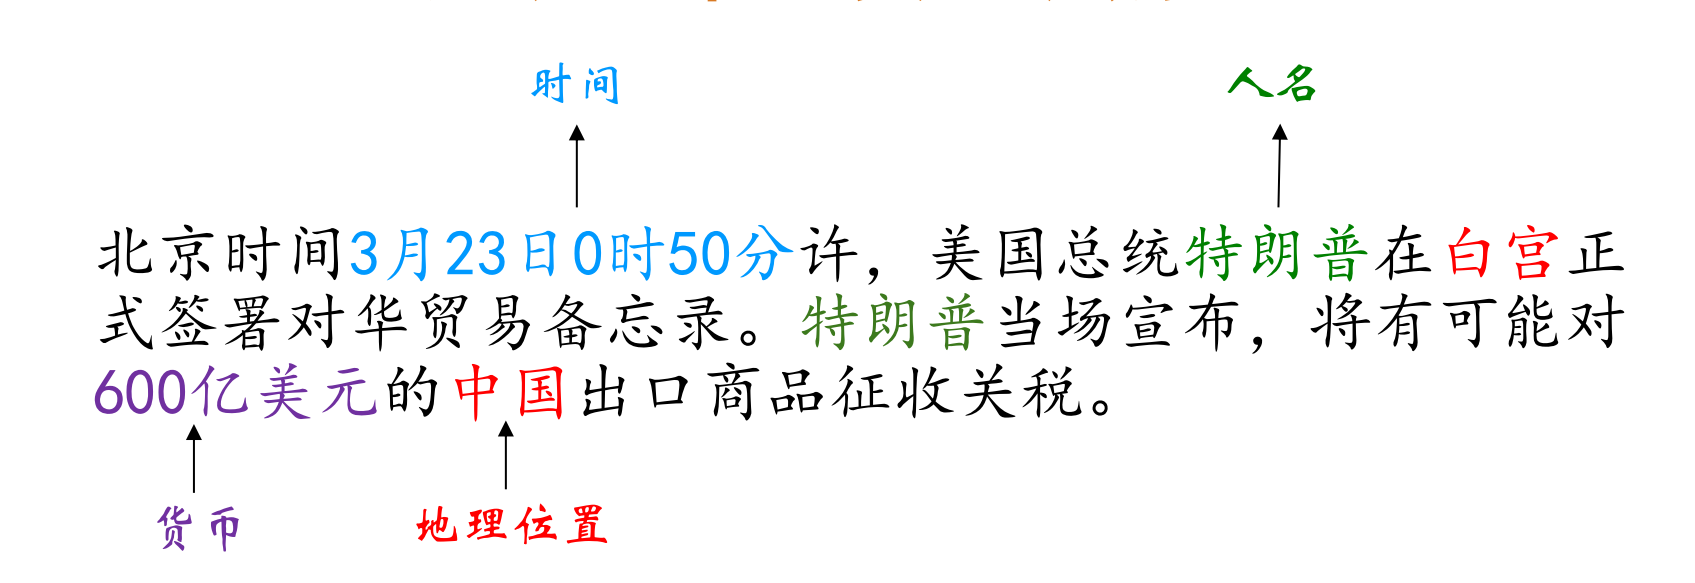 时间
人名
北京时间3月23日0时50分许，美国总统特朗普在白宫正
式签署对华贸易备忘录。特朗普当场宣布，将有可能对
600亿美元的中国出口商品征收关税。
货币
地理位置